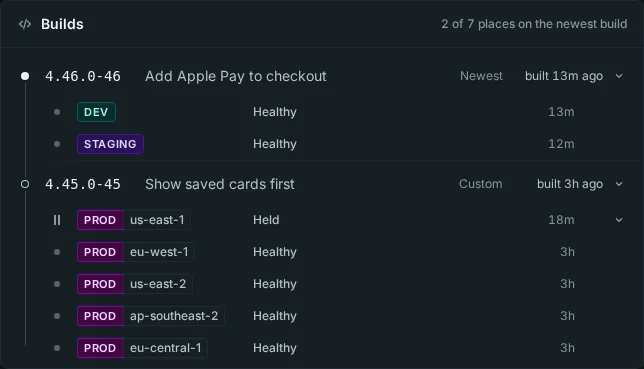 Builds 2 of 7 places on the newest build
4.46.0-46 Add Apple Pay to checkout Newest built 13m ago
DEV Healthy 13m
STAGING Healthy 12m
4.45.0-45 Show saved cards first Custom built 3h ago
PROD us-east-1 Held 18m
PROD eu-west-1 Healthy 3h
PROD us-east-2 Healthy 3h
PROD ap-southeast-2 Healthy 3h
PROD eu-central-1 Healthy 3h